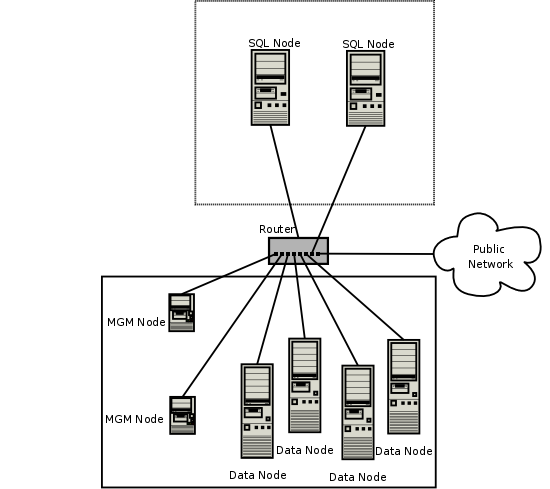 SQL Node
SQL Node
Router
Public
Network
MGM Node
MGM Node
Data Node
Data Node
Data Node
Data Node